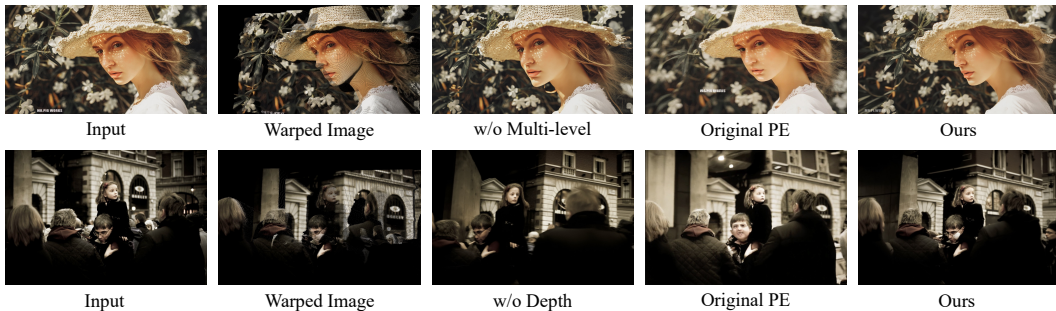 Input Warped Image w/o Multi-level Original PE Ours
Input Warped Image w/o Depth Original PE Ours